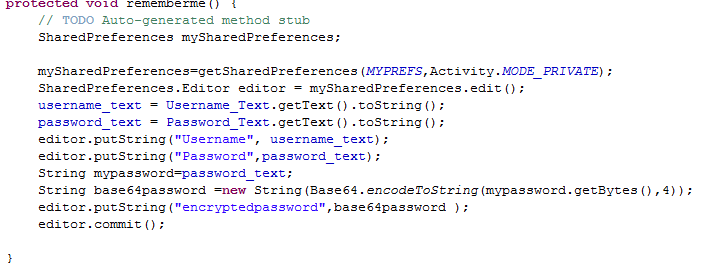 protected void rememberme() {
// TODO Auto-generated method stub
SharedPreferences mySharedPreferences;
mySharedPreferences=getSharedPreferences(MYPREFS,Activity.MODE_PRIVATE);
SharedPreferences.Editor editor = mySharedPreferences.edit();
username_text = Username_Text.getText().toString();
password_text = Password_Text.getText().toString();
editor.putString("Username", username_text);
editor.putString("Password",password_text);
String mypassword=password_text;
String base64password =new String(Base64.encodeToString(mypassword.getBytes(),4));
editor.putString("encryptedpassword",base64password );
editor.commit();
}